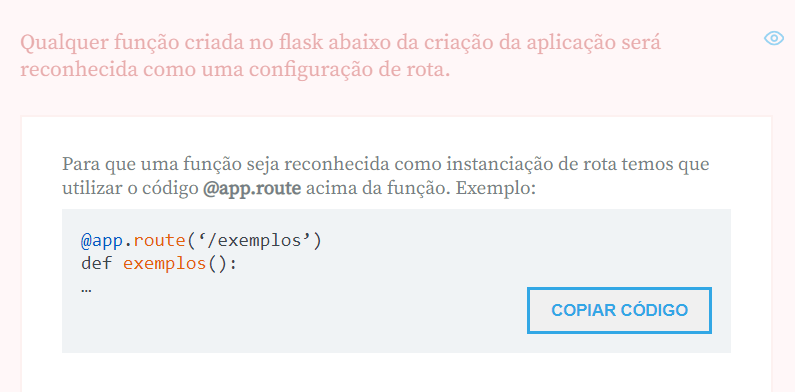 Qualquer função criada no flask abaixo da criação da aplicação será
reconhecida como uma configuração de rota.
Para que uma função seja reconhecida como instanciação de rota temos que
utilizar o código @app.route acima da função. Exemplo:
@app.route(‘/exemplos’)
def exemplos():
…
COPIAR CÓDIGO